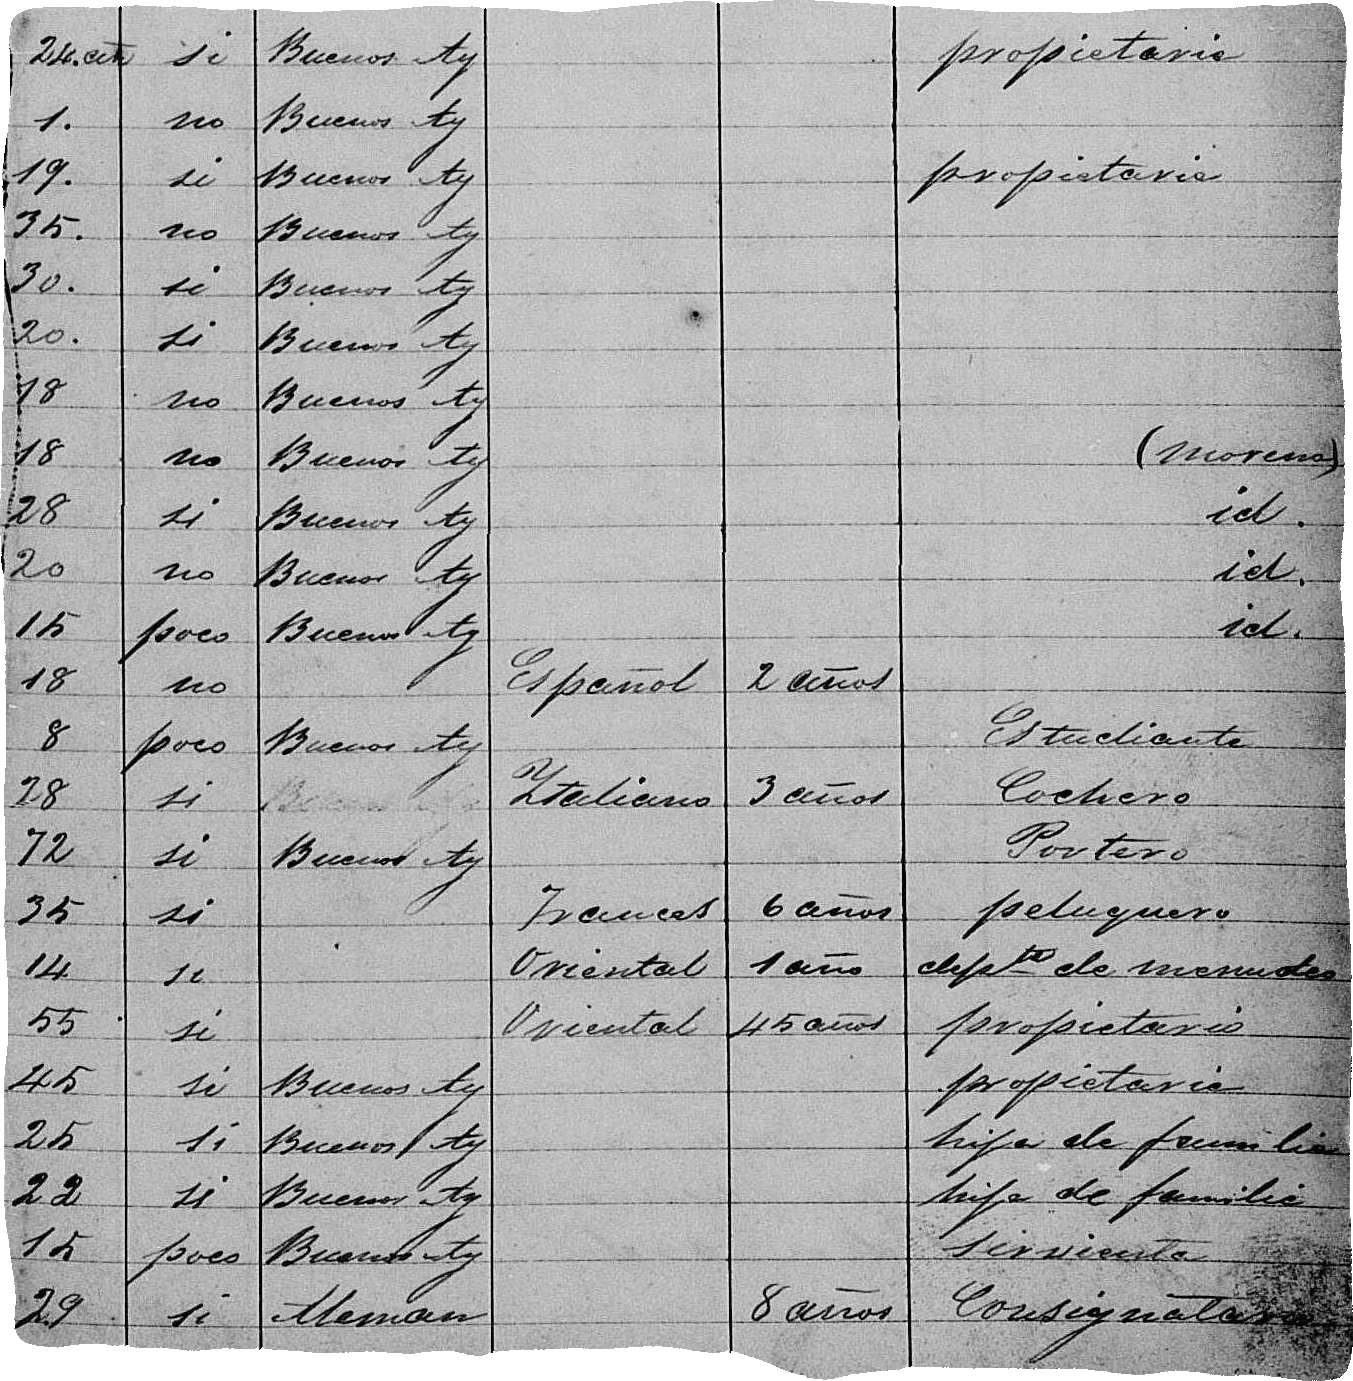 24. si Buenos Ay propietario
1. no Buenos Ay
19. si Buenos Ay propietario
35. no Buenos Ay
30. si Buenos Ay
20. si Buenos Ay
18 no Buenos Ay
18 no Buenos Ay (moreno)
28 si Buenos Ay id.
20 no Buenos Ay id.
15 poco Buenos Ay id.
18 no Español 2 años
8 poco Buenos Ay Estudiante
28 si Italiano 3 años Cochero
72 si Buenos Ay Portero
35 si Frances 6 años peluquero
14 si Oriental 1 año depte de menudeo
55 si Oriental 45 años propietario
45 si Buenos Ay propietario
25 si Buenos Ay hija de familia
22 si Buenos Ay hija de familia
15 poco Buenos Ay sirvienta
29 si Aleman 8 años Consignatario